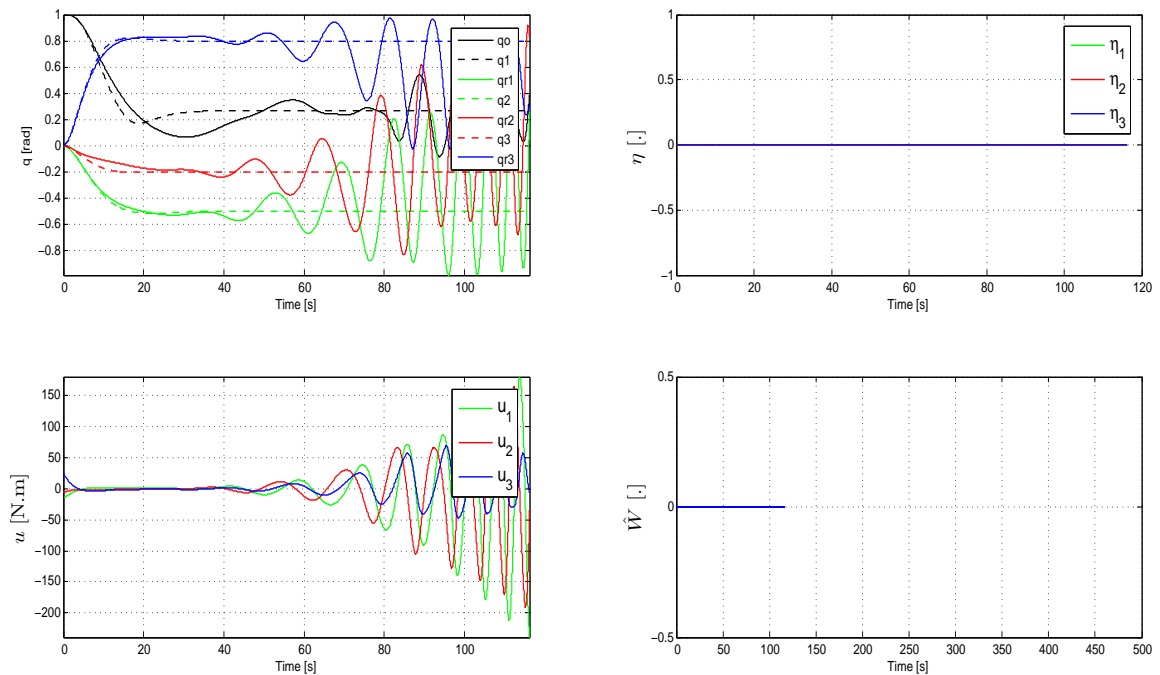 1
0.8
0.6
0.4
0.2
0
−0.2
−0.4
−0.6
−0.8
q [rad]
0 20 40 60 80 100
Time [s]
qo
q1
qr1
q2
qr2
q3
qr3
1
0.5
0
−0.5
−1
η [.]
0 20 40 60 80 100 120
Time [s]
η1
η2
η3
150
100
50
0
−50
−100
−150
−200
u [N.m]
0 20 40 60 80 100
Time [s]
u1
u2
u3
0.5
0
−0.5
Ŵ [.]
0 50 100 150 200 250 300 350 400 450 500
Time [s]